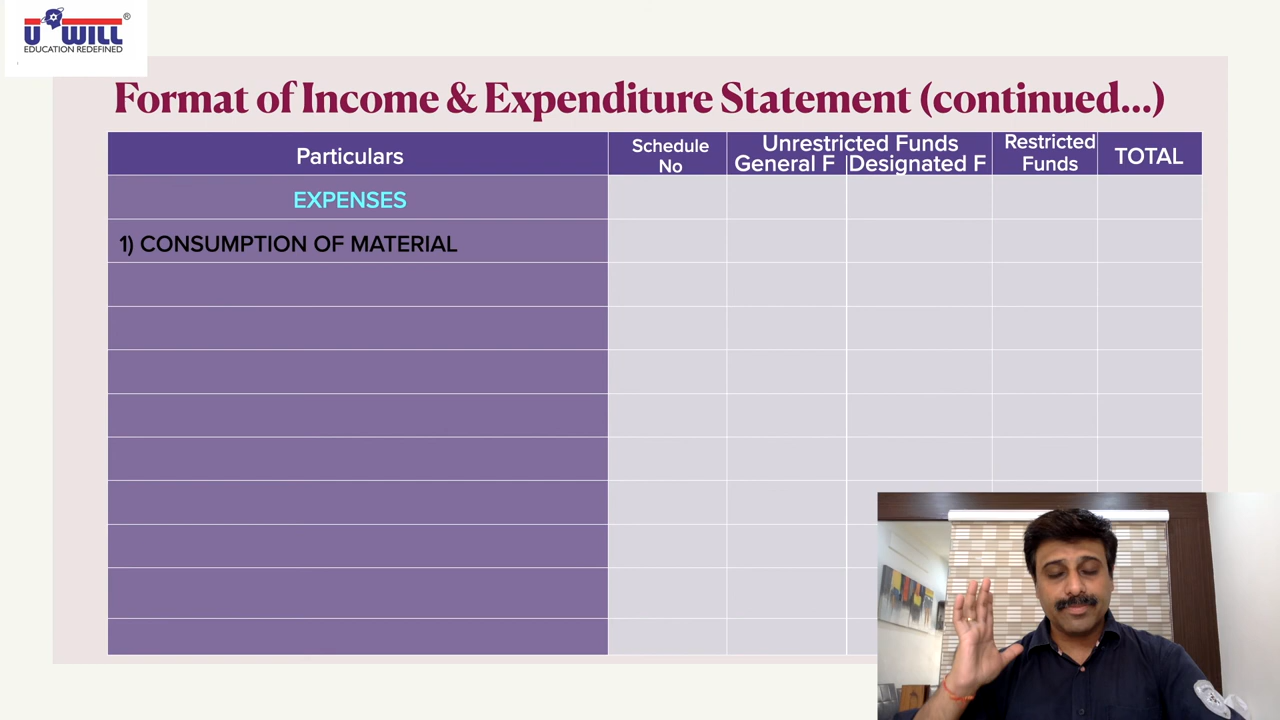 U WILL®
EDUCATION REDEFINED
Format of Income & Expenditure Statement (continued...)
Particulars
Schedule No
Unrestricted Funds
General F
Designated F
Restricted Funds
TOTAL
EXPENSES
1) CONSUMPTION OF MATERIAL